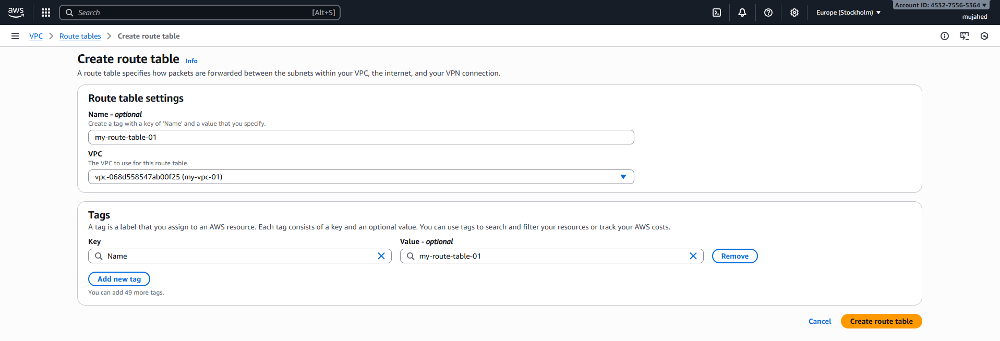 aws
Search [Alt+S]
Europe (Stockholm)
Account ID: 4532-7556-5364
mujahed
VPC > Route tables > Create route table
Create route table Info
A route table specifies how packets are forwarded between the subnets within your VPC, the internet, and your VPN connection.
Route table settings
Name - optional
Create a tag with a key of 'Name' and a value that you specify.
my-route-table-01
VPC
The VPC to use for this route table.
vpc-068d558547ab00f25 (my-vpc-01)
Tags
A tag is a label that you assign to an AWS resource. Each tag consists of a key and an optional value. You can use tags to search and filter your resources or track your AWS costs.
Key Value - optional
Name my-route-table-01 Remove
Add new tag
You can add 49 more tags.
Cancel Create route table